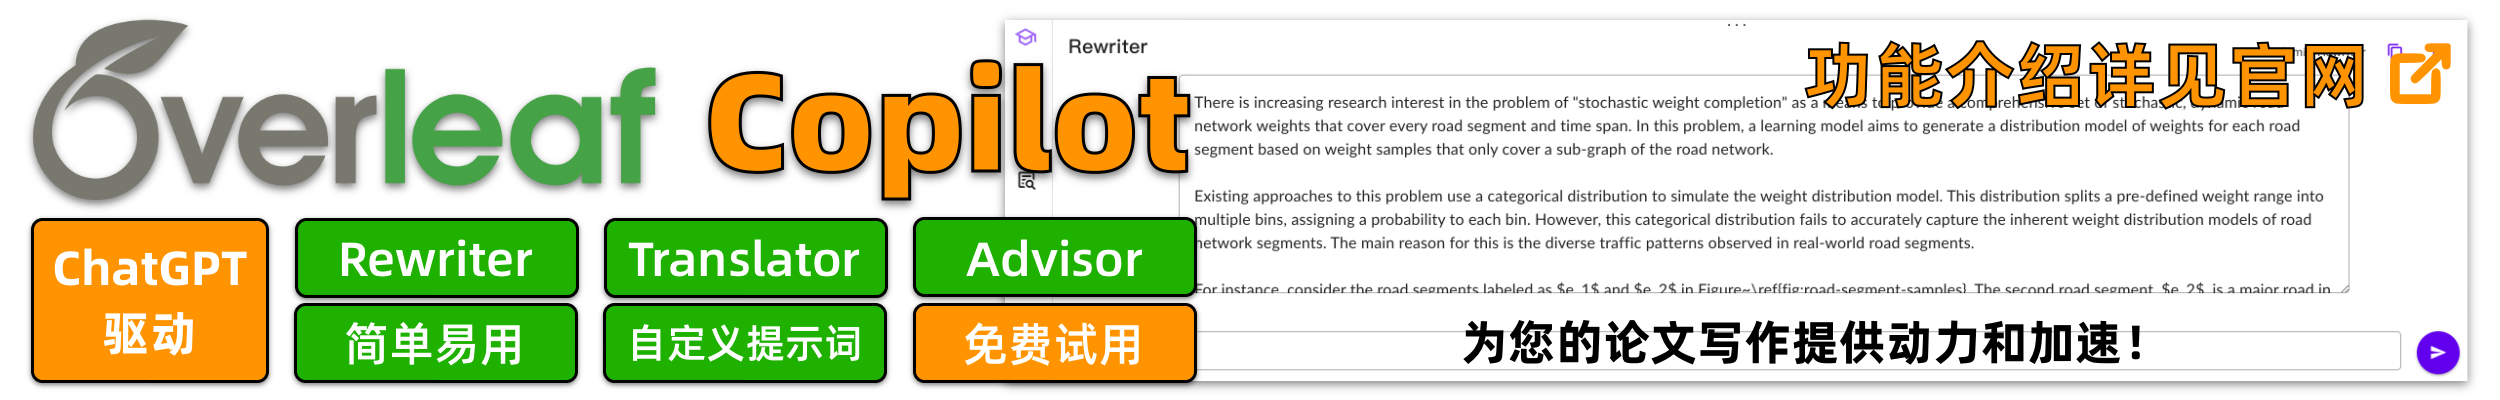 Overleaf Copilot
ChatGPT
驱动
Rewriter
Translator
Advisor
简单易用
自定义提示词
免费试用
Rewriter
功能介绍详见官网
There is increasing research interest in the problem of "stochastic weight completion" as a means to provide a comprehensive set of stochastic, dynamic road
network weights that cover every road segment and time span. In this problem, a learning model aims to generate a distribution model of weights for each road
segment based on weight samples that only cover a sub-graph of the road network.
Existing approaches to this problem use a categorical distribution to simulate the weight distribution model. This distribution splits a pre-defined weight range into
multiple bins, assigning a probability to each bin. However, this categorical distribution fails to accurately capture the inherent weight distribution models of road
network segments. The main reason for this is the diverse traffic patterns observed in real-world road segments.
For instance, consider the road segments labeled as $e_1$ and $e_2$ in Figure~\ref{fig:road-segment-samples}. The second road segment, $e_2$, is a major road in
为您的论文写作提供动力和加速！